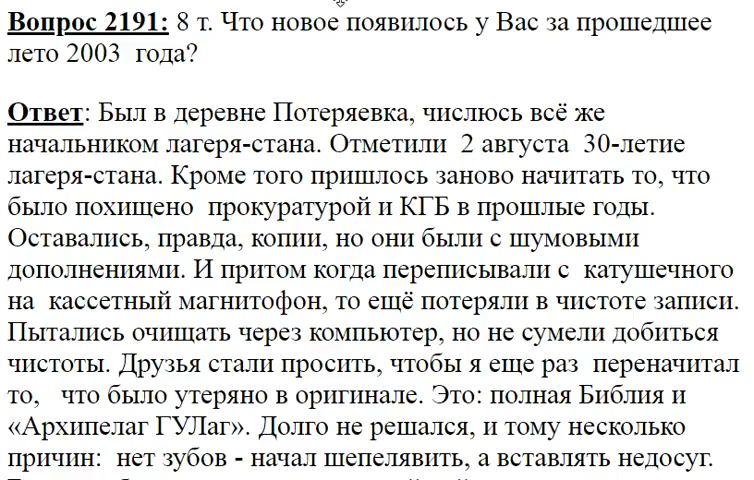 Вопрос 2191: 8 т. Что новое появилось у Вас за прошедшее
лето 2003 года?
Ответ: Был в деревне Потеряевка, числюсь всё же
начальником лагеря-стана. Отметили 2 августа 30-летие
лагеря-стана. Кроме того пришлось заново начитать то, что
было похищено прокуратурой и КГБ в прошлые годы.
Оставались, правда, копии, но они были с шумовыми
дополнениями. И притом когда переписывали с катушечного
на кассетный магнитофон, то ещё потеряли в чистоте записи.
Пытались очищать через компьютер, но не сумели добиться
чистоты. Друзья стали просить, чтобы я еще раз переначитал
то, что было утеряно в оригинале. Это: полная Библия и
«Архипелаг ГУЛаг». Долго не решался, и тому несколько
причин: нет зубов - начал шепелявить, а вставлять недосуг.